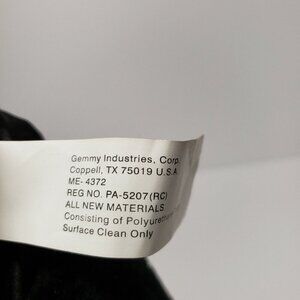 Gemmy Industries, Corp.
Coppell, TX 75019 U.S.A.
ME- 4372
REG NO. PA-5207(RC)
ALL NEW MATERIALS
Consisting of Polyurethane
Surface Clean Only